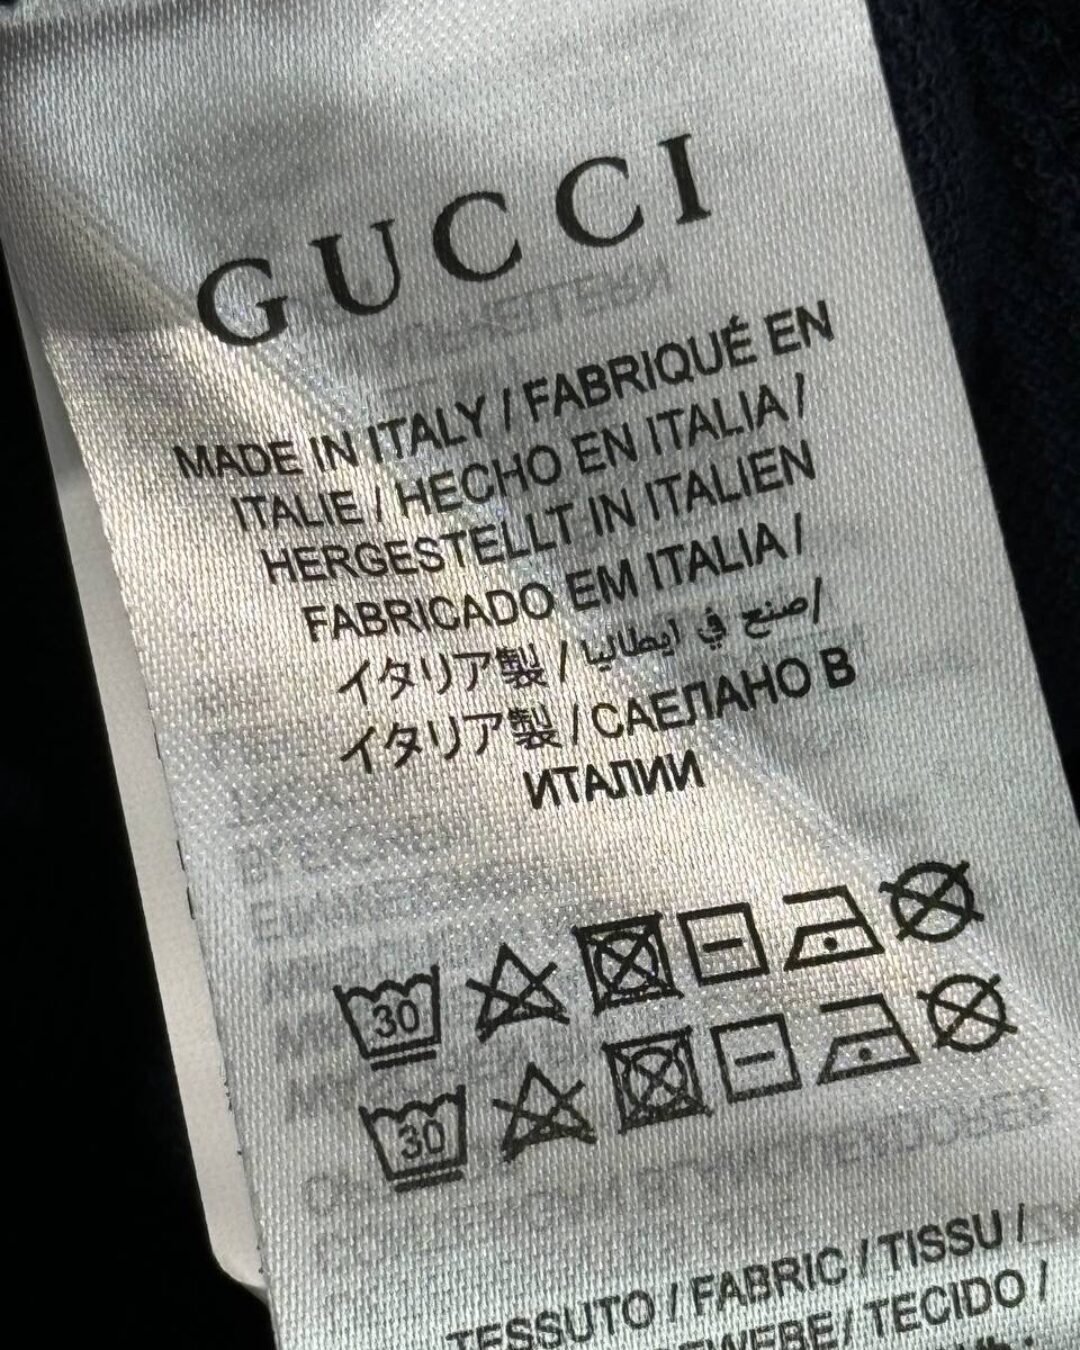 GUCCI
MADE IN ITALY / FABRIQUÉ EN
ITALIE / HECHO EN ITALIA /
HERGESTELLT IN ITALIEN
FABRICADO EM ITALIA /
イタリア製 / صنع في ايطاليا /
イタリア製 / CАЕЛАНО В
ИТАЛИИ
30
30
TESSUTO / FABRIC / TISSU /
TECIDO /